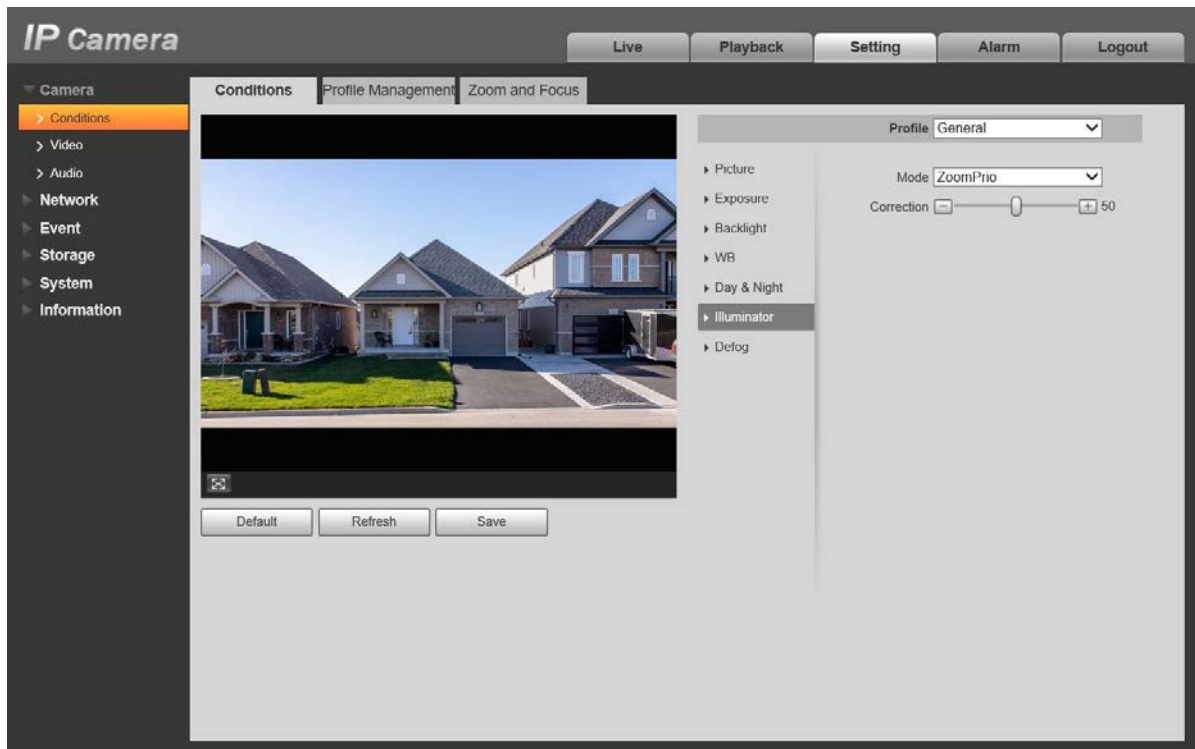 IP Camera
Live
Playback
Setting
Alarm
Logout
Camera
Conditions
Video
Audio
Network
Event
Storage
System
Information
Conditions
Profile Management
Zoom and Focus
Default
Refresh
Save
Profile General
Picture
Exposure
Backlight
WB
Day & Night
Illuminator
Defog
Mode ZoomPrio
Correction 50